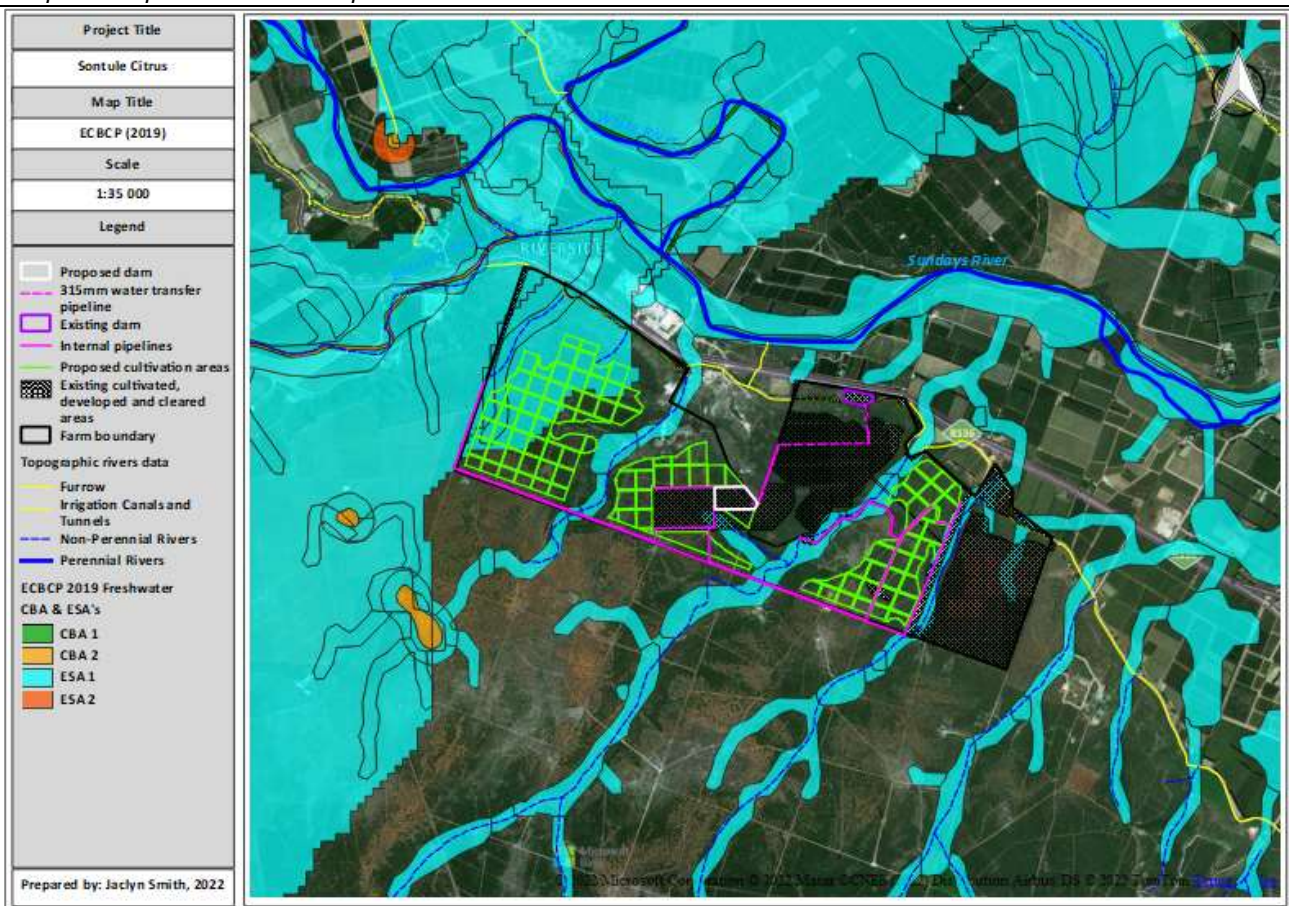 Project Title
Sontule Citrus
Map Title
ECBCP (2019)
Scale
1:35 000
Legend
Proposed dam
315mm water transfer
pipeline
Existing dam
Internal pipelines
Proposed cultivation areas
Existing cultivated,
developed and cleared
areas
Farm boundary
Topographic rivers data
Furrow
Irrigation Canals and
Tunnels
Non-Perennial Rivers
Perennial Rivers
ECBCP 2019 Freshwater
CBA & ESA's
CBA 1
CBA 2
ESA 1
ESA 2
Prepared by: Jaclyn Smith, 2022
RIVERSIDE
Sundays River
R336
Microsoft
© 2022 Microsoft Corporation © 2022 Maxar ©CNES (2022) Distribution Airbus DS © 2022 TomTom